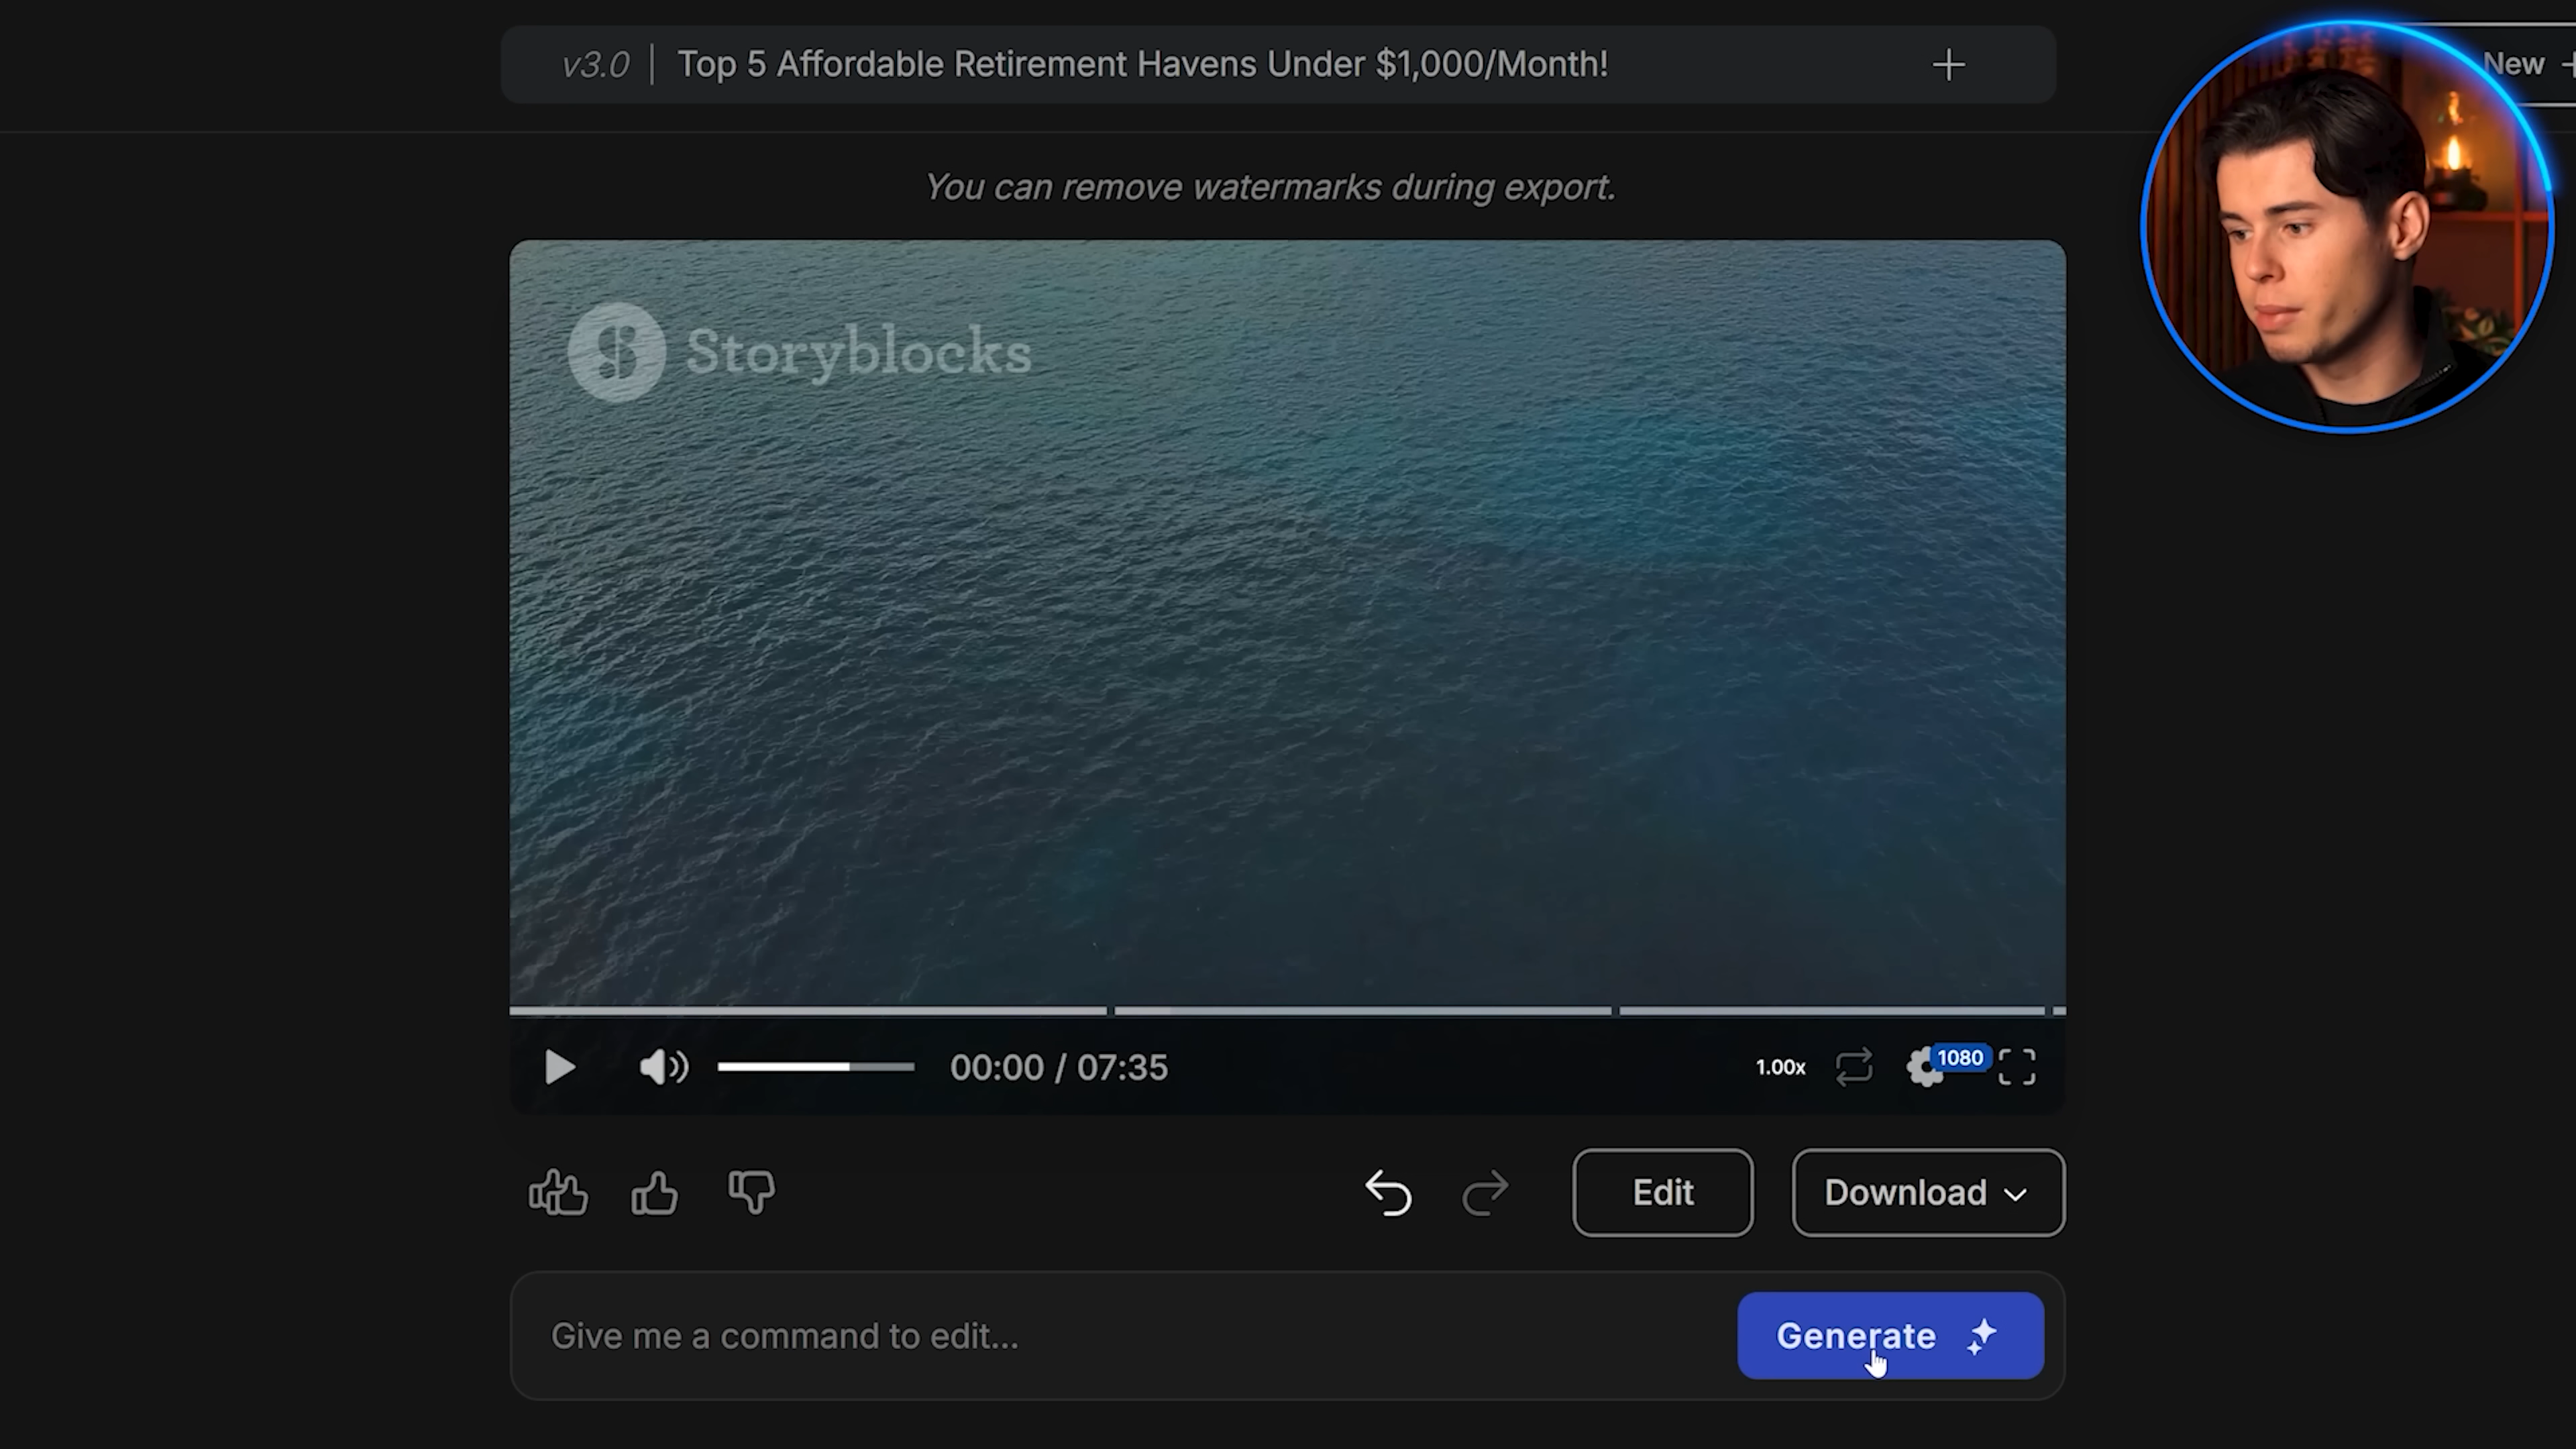 v3.0 | Top 5 Affordable Retirement Havens Under $1,000/Month!
New
You can remove watermarks during export.
Storyblocks
00:00 / 07:35
1.00x
1080
Edit
Download
Give me a command to edit...
Generate